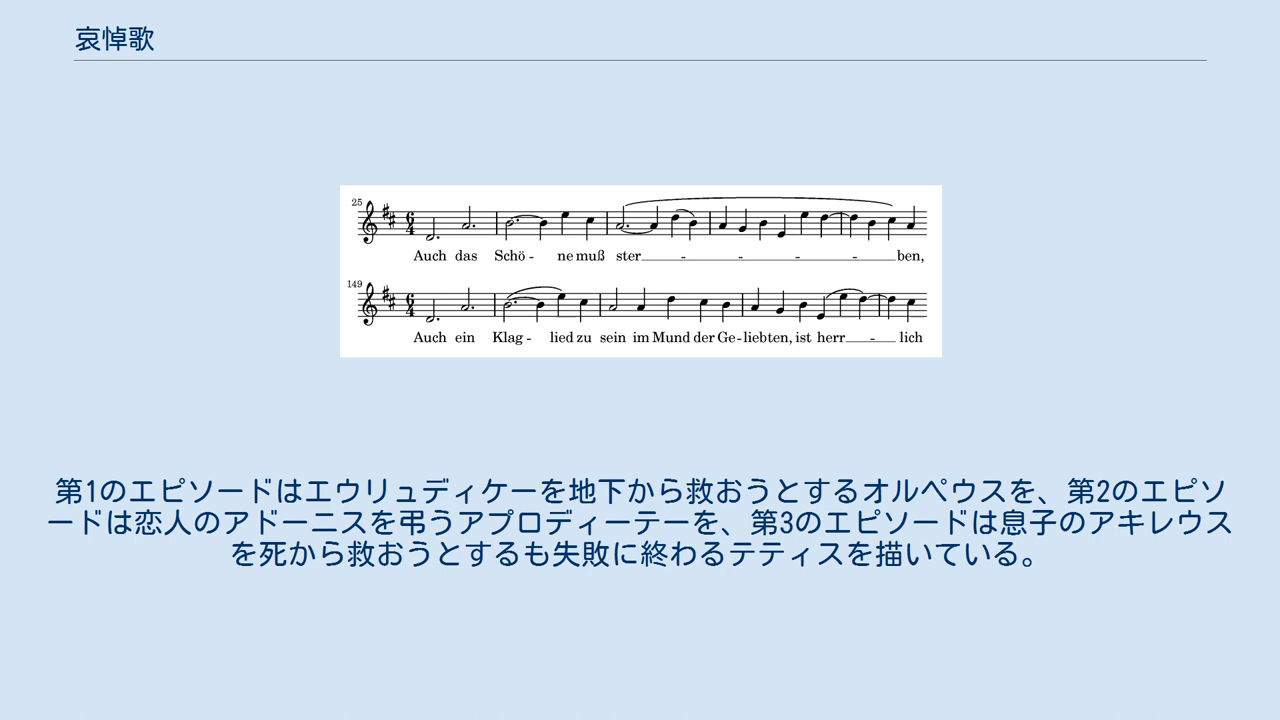 哀悼歌
25
Auch das Schö - ne muß ster - - - - ben,
149
Auch ein Klag - lied zu sein im Mund der Ge - liebten, ist herr - lich
第1のエピソードはエウリュディケーを地下から救おうとするオルペウスを、第2のエピソ
ードは恋人のアドーニスを弔うアプロディーテーを、第3のエピソードは息子のアキレウス
を死から救おうとするも失敗に終わるテティスを描いている。